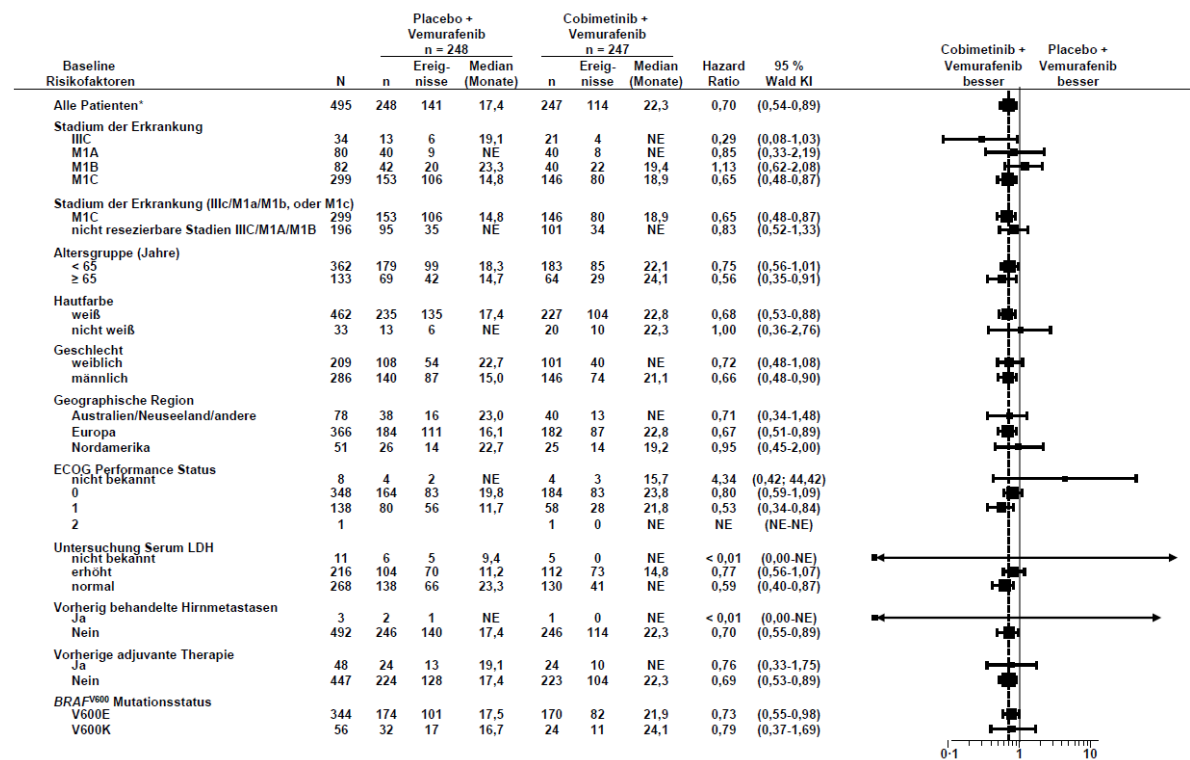 Placebo + Cobimetinib +
Vemurafenib Vemurafenib
n = 248 n = 247 Cobimetinib + Placebo +
Baseline Ereig- Median Ereig- Median Hazard 95 % Vemurafenib Vemurafenib
Risikofaktoren N n nisse (Monate) n nisse (Monate) Ratio Wald KI besser besser
Alle Patienten* 495 248 141 17,4 247 114 22,3 0,70 (0,54-0,89)
Stadium der Erkrankung
IIIC 34 13 6 19,1 21 4 NE 0,29 (0,08-1,03)
M1A 80 40 9 NE 40 8 NE 0,85 (0,33-2,19)
M1B 82 42 20 23,3 40 22 19,4 1,13 (0,62-2,08)
M1C 299 153 106 14,8 146 80 18,9 0,65 (0,48-0,87)
Stadium der Erkrankung (IIIc/M1a/M1b, oder M1c)
M1C 299 153 106 14,8 146 80 18,9 0,65 (0,48-0,87)
nicht resezierbare Stadien IIIC/M1A/M1B 196 95 35 NE 101 34 NE 0,83 (0,52-1,33)
Altersgruppe (Jahre)
< 65 362 179 99 18,3 183 85 22,1 0,75 (0,56-1,01)
≥ 65 133 69 42 14,7 64 29 24,1 0,56 (0,35-0,91)
Hautfarbe
weiß 462 235 135 17,4 227 104 22,8 0,68 (0,53-0,88)
nicht weiß 33 13 6 NE 20 10 22,3 1,00 (0,36-2,76)
Geschlecht
weiblich 209 108 54 22,7 101 40 NE 0,72 (0,48-1,08)
männlich 286 140 87 15,0 146 74 21,1 0,66 (0,48-0,90)
Geographische Region
Australien/Neuseeland/andere 78 38 16 23,0 40 13 NE 0,71 (0,34-1,48)
Europa 366 184 111 16,1 182 87 22,8 0,67 (0,51-0,89)
Nordamerika 51 26 14 22,7 25 14 19,2 0,95 (0,45-2,00)
ECOG Performance Status
nicht bekannt 8 4 2 NE 4 3 15,7 4,34 (0,42; 44,42)
0 348 164 83 19,8 184 83 23,8 0,80 (0,59-1,09)
1 138 80 56 11,7 58 28 21,8 0,53 (0,34-0,84)
2 1 1 0 NE NE (NE-NE)
Untersuchung Serum LDH
nicht bekannt 11 6 5 9,4 5 0 NE < 0,01 (0,00-NE)
erhöht 216 104 70 11,2 112 73 14,8 0,77 (0,56-1,07)
normal 268 138 66 23,3 130 41 NE 0,59 (0,40-0,87)
Vorherig behandelte Hirnmetastasen
Ja 3 2 1 NE 1 0 NE < 0,01 (0,00-NE)
Nein 492 246 140 17,4 246 114 22,3 0,70 (0,55-0,89)
Vorherige adjuvante Therapie
Ja 48 24 13 19,1 24 10 NE 0,76 (0,33-1,75)
Nein 447 224 128 17,4 223 104 22,3 0,69 (0,53-0,89)
BRAFV600 Mutationsstatus
V600E 344 174 101 17,5 170 82 21,9 0,73 (0,55-0,98)
V600K 56 32 17 16,7 24 11 24,1 0,79 (0,37-1,69)
0·1 1 10